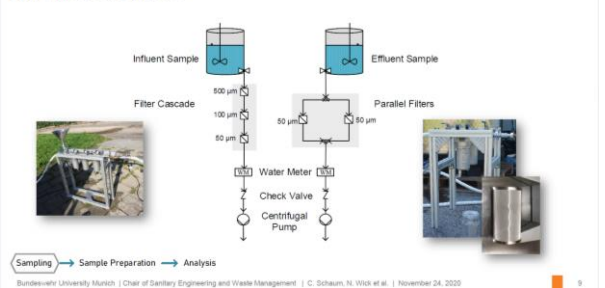 Influent Sample
Effluent Sample
Filter Cascade
500 µm
100 µm
50 µm
Parallel Filters
50 µm
50 µm
WM Water Meter WM
Check Valve
Centrifugal
Pump
Sampling → Sample Preparation → Analysis
Bundeswehr University Munich | Chair of Sanitary Engineering and Waste Management | C. Schaum, N. Wick et al. | November 24, 2020
9